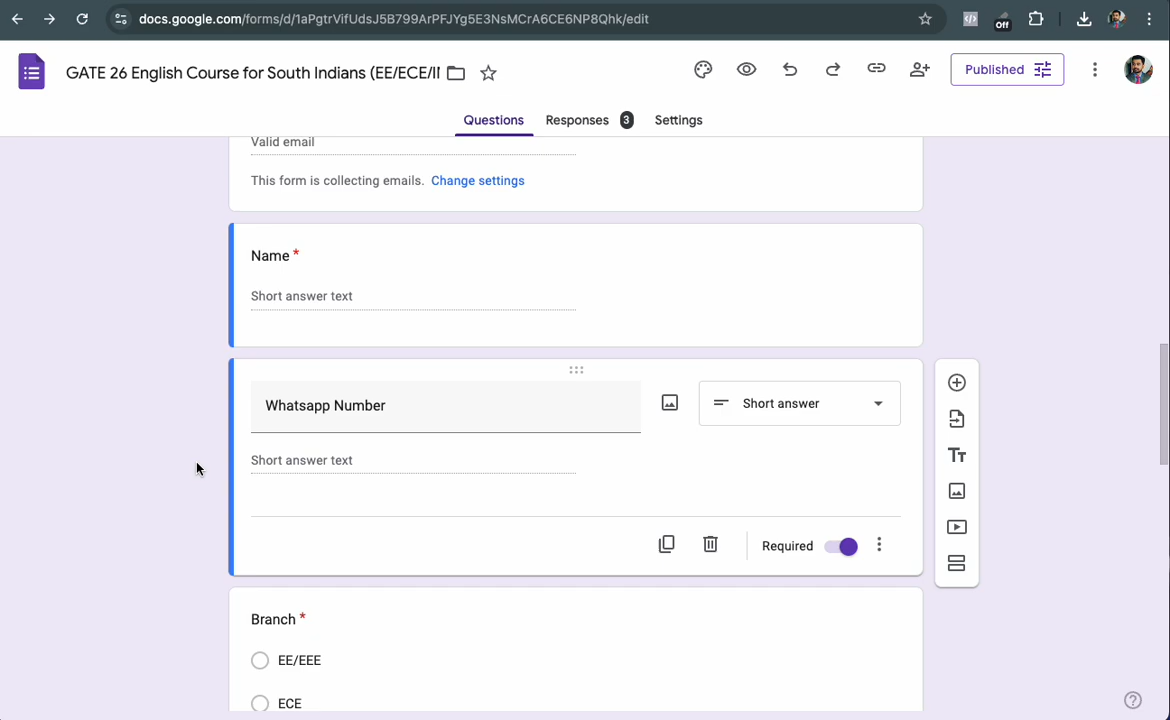 docs.google.com/forms/d/1aPgtrVifUdsJ5B799ArPFJYg5E3NsMCrA6CE6NP8Qhk/edit
Off
GATE 26 English Course for South Indians (EE/ECE/II
Published
Questions
Responses 3
Settings
Valid email
This form is collecting emails. Change settings
Name *
Short answer text
Whatsapp Number
Short answer
Short answer text
Required
Branch *
EE/EEE
ECE